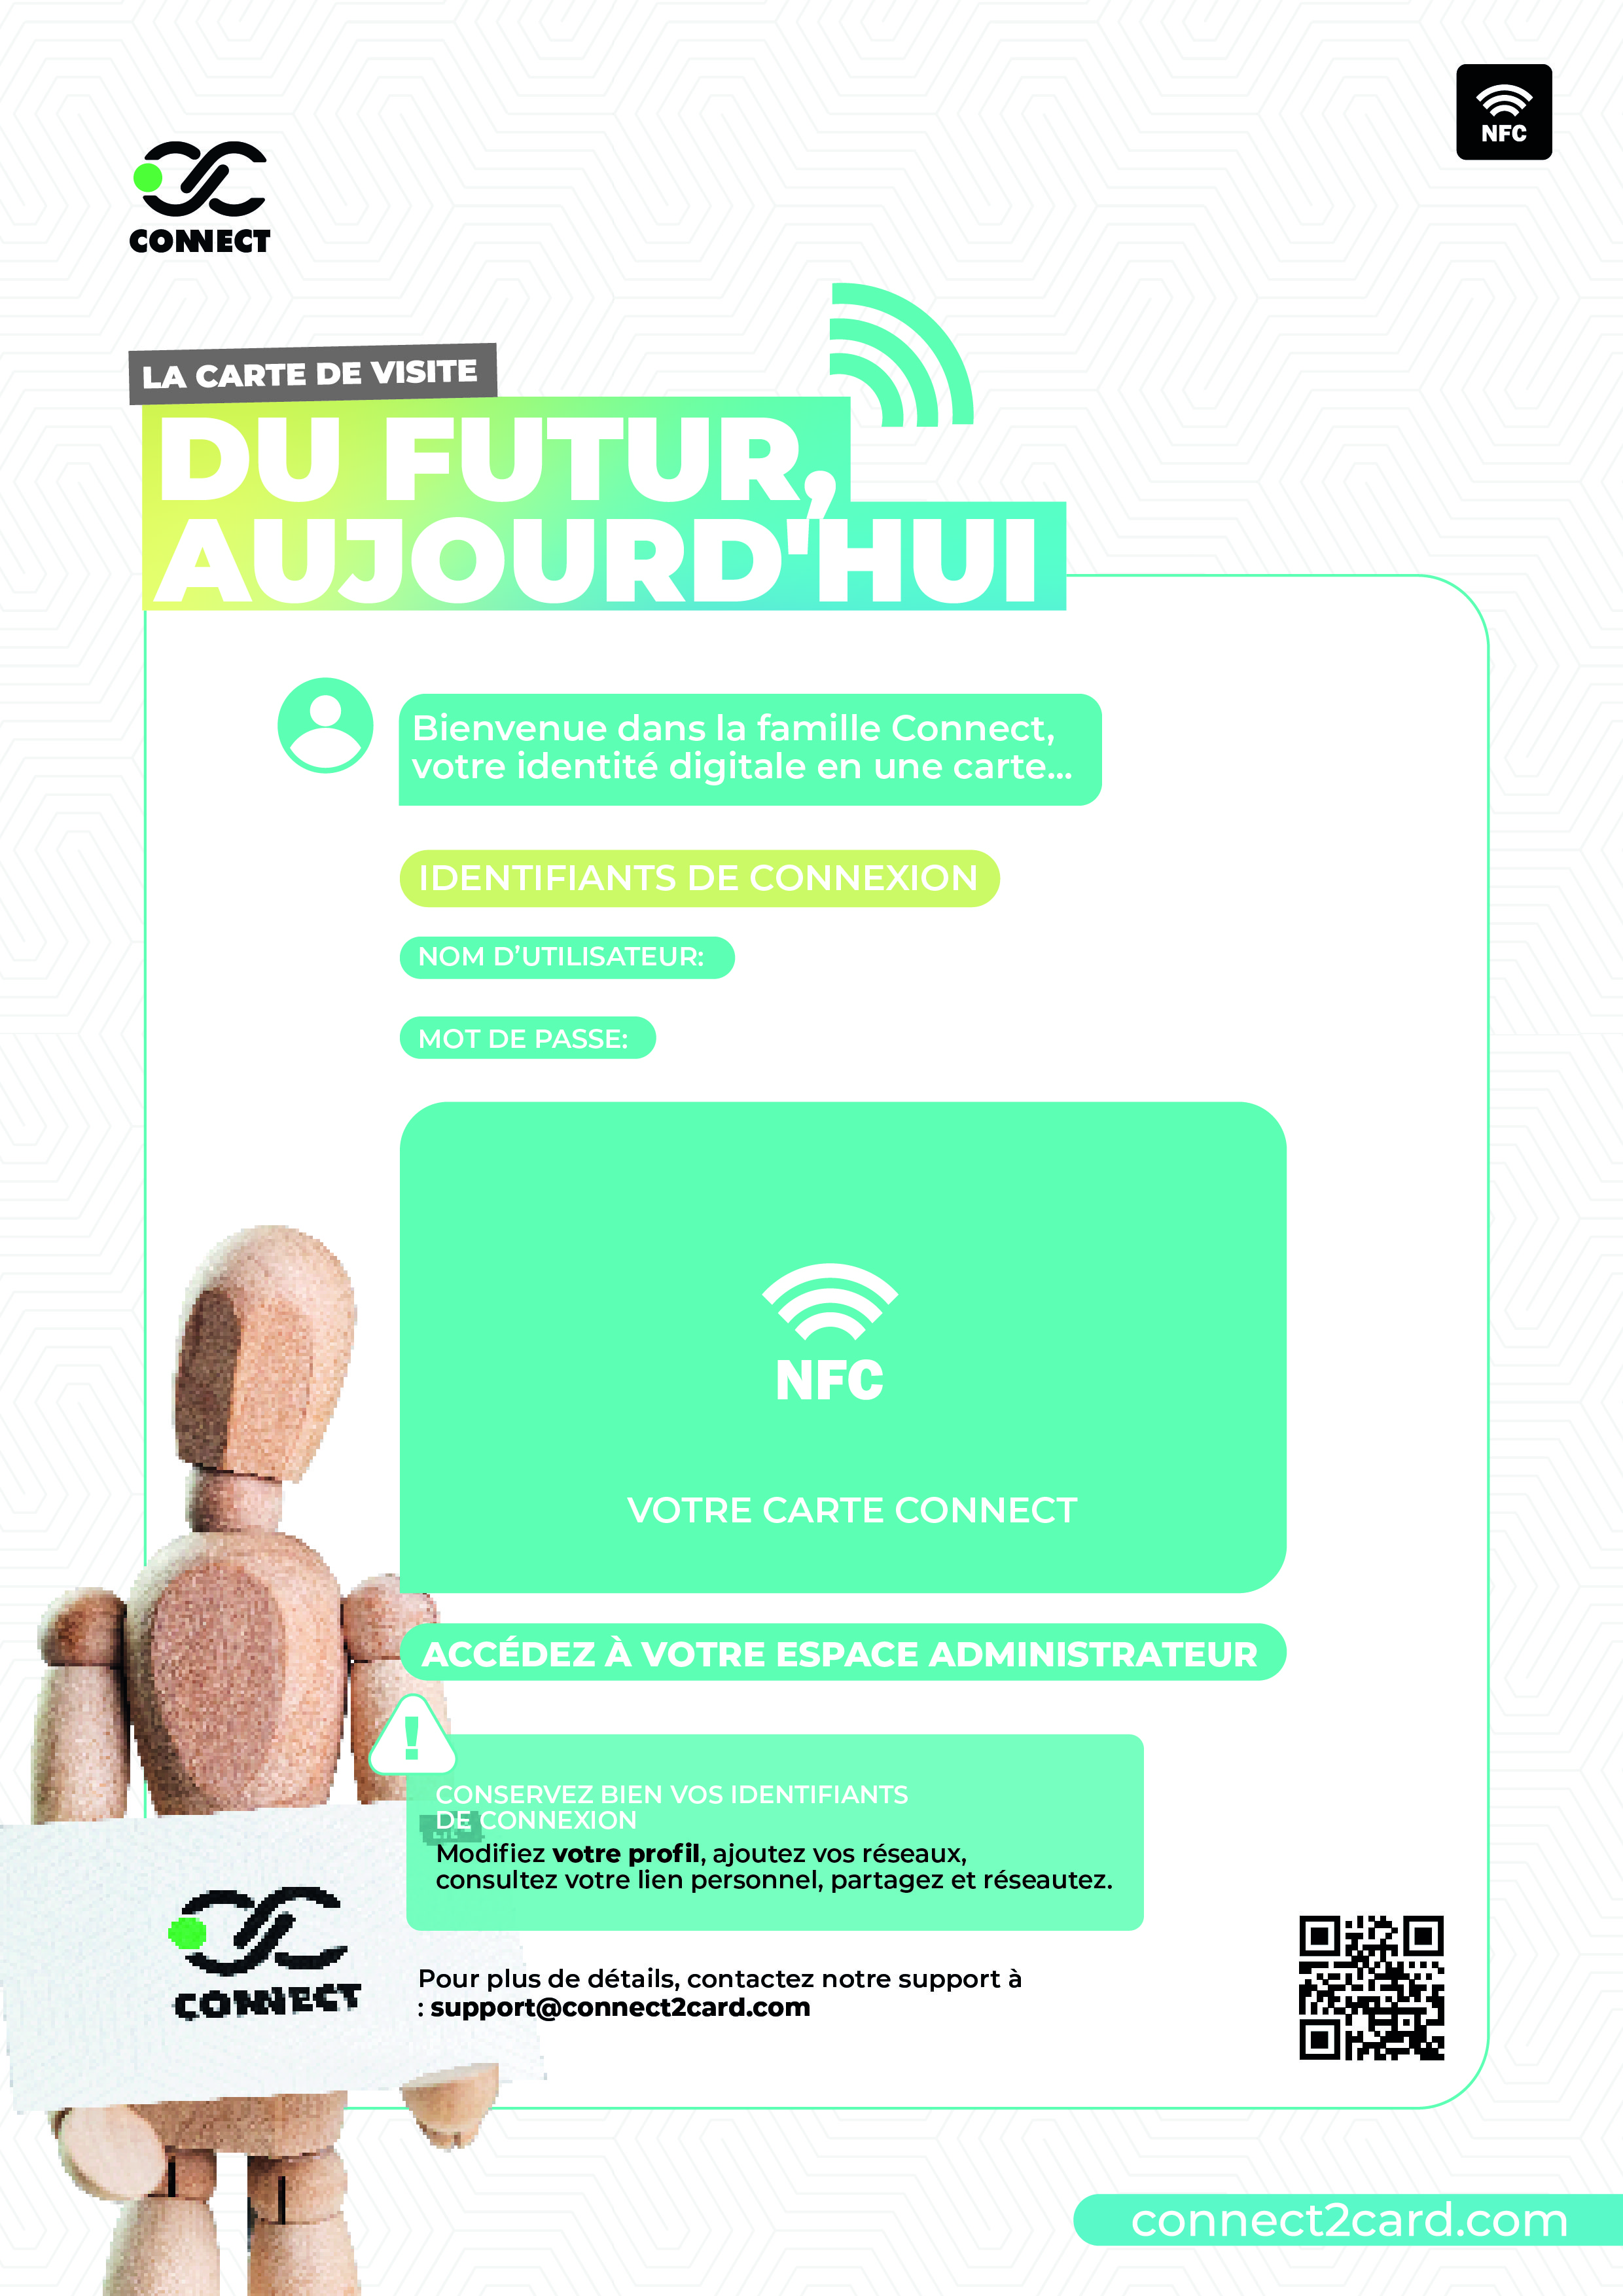 NFC
CONNECT
LA CARTE DE VISITE
DU FUTUR,
AUJOURD'HUI
Bienvenue dans la famille Connect,
votre identité digitale en une carte...
IDENTIFIANTS DE CONNEXION
NOM D’UTILISATEUR:
MOT DE PASSE:
NFC
VOTRE CARTE CONNECT
ACCÉDEZ À VOTRE ESPACE ADMINISTRATEUR
!
CONSERVEZ BIEN VOS IDENTIFIANTS
DE CONNEXION
Modifiez votre profil, ajoutez vos réseaux,
consultez votre lien personnel, partagez et réseautez.
CONNECT
Pour plus de détails, contactez notre support à
: support@connect2card.com
connect2card.com